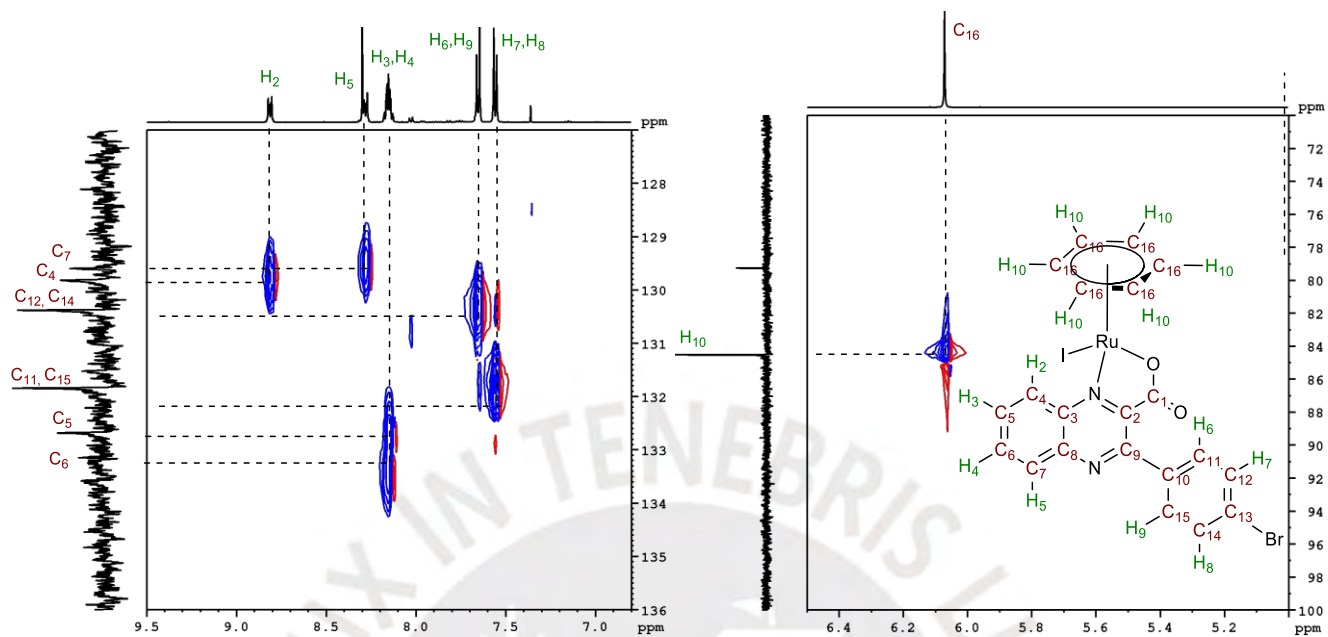 H2
H5
H3,H4
H6,H9
H7,H8
ppm
128
129
130
131
132
133
134
135
136
C7
C4
C12, C14
C11, C15
C5
C6
9.5 9.0 8.5 8.0 7.5 7.0 ppm
C16
ppm
72
74
76
78
80
82
84
86
88
90
92
94
96
98
100
H10
6.4 6.2 6.0 5.8 5.6 5.4 5.2 ppm
H10 H10
C16 C16
H10 C16 C16 H10
C16 C16
H10 H10
Ru
I O
H2
N C1 O
H3 C4
C5 C3 C2 H6
C6 C8 C9 C11 H7
H4 C7 N C10 C12
H5 C15 C13
H9 C14 Br
H8
IX IN TENEBRIS L